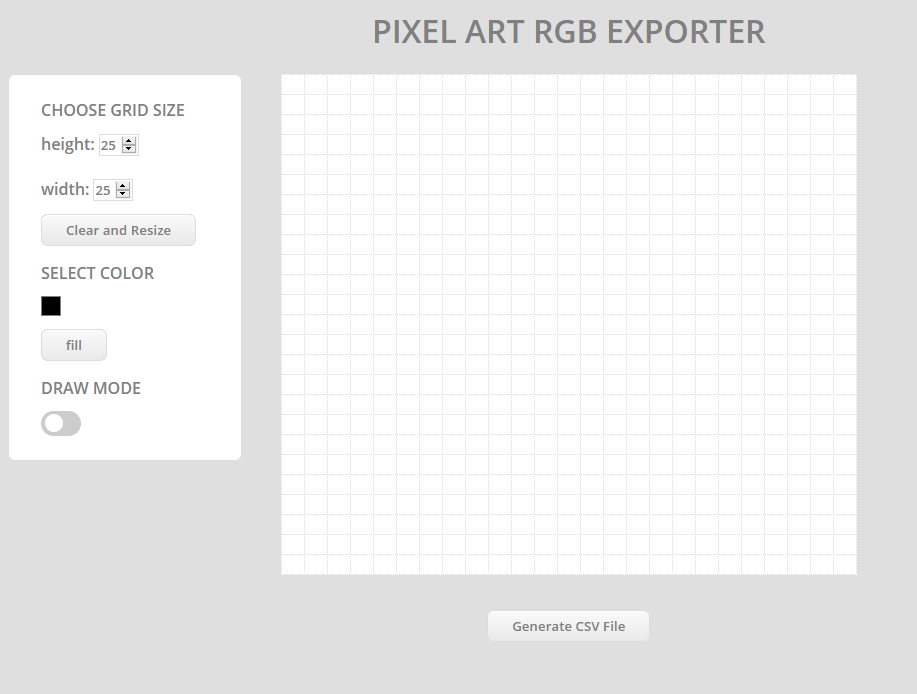 PIXEL ART RGB EXPORTER
CHOOSE GRID SIZE
height: 25
width: 25
Clear and Resize
SELECT COLOR
fill
DRAW MODE
Generate CSV File